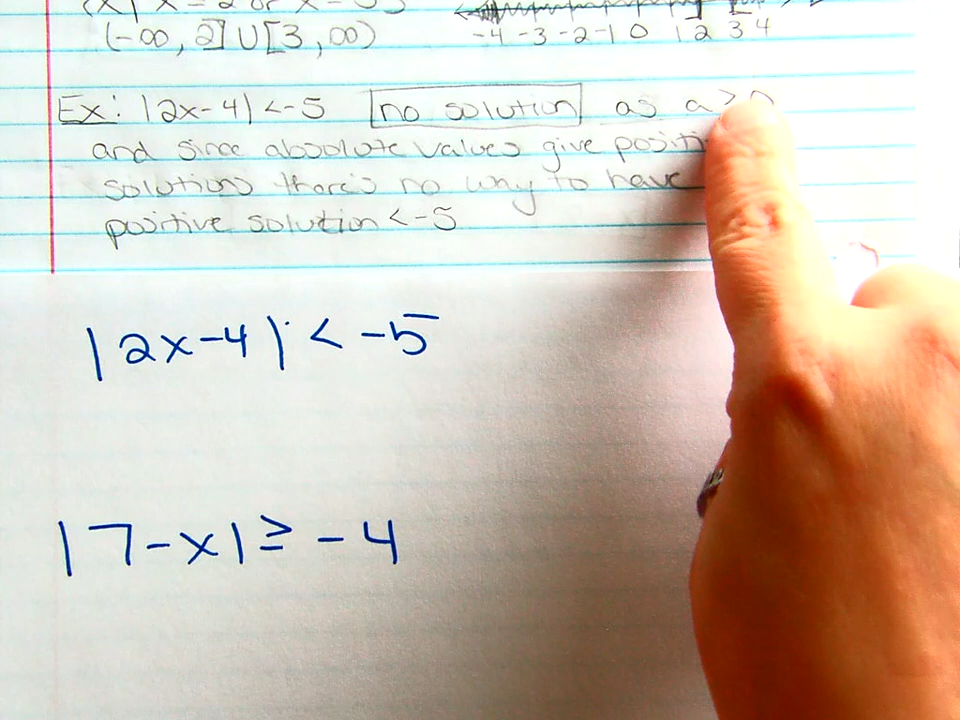 (-∞, 2]∪[3, ∞)
-4 -3 -2 -1 0 1 2 3 4
Ex: |2x-4| <-5 no solution as a >
and since absolute values give
solutions there's no way to have
positive solution < -5
|2x-4| < -5
|7-x| ≥ -4